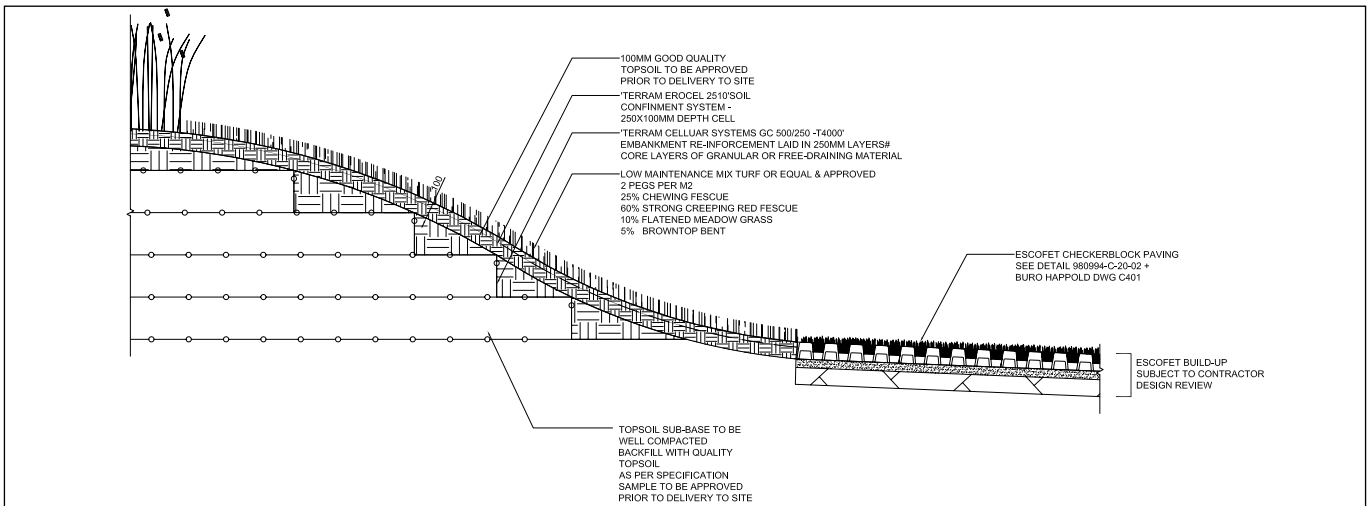 100MM GOOD QUALITY
TOPSOIL TO BE APPROVED
PRIOR TO DELIVERY TO SITE
'TERRAM EROCEL 2510'SOIL
CONFINMENT SYSTEM -
250X100MM DEPTH CELL
'TERRAM CELLUAR SYSTEMS GC 500/250 -T4000'
EMBANKMENT RE-INFORCEMENT LAID IN 250MM LAYERS#
CORE LAYERS OF GRANULAR OR FREE-DRAINING MATERIAL
LOW MAINTENANCE MIX TURF OR EQUAL & APPROVED
2 PEGS PER M2
25% CHEWING FESCUE
60% STRONG CREEPING RED FESCUE
10% FLATENED MEADOW GRASS
5% BROWNTOP BENT
100
ESCOFET CHECKERBLOCK PAVING
SEE DETAIL 980994-C-20-02 +
BURO HAPPOLD DWG C401
ESCOFET BUILD-UP
SUBJECT TO CONTRACTOR
DESIGN REVIEW
TOPSOIL SUB-BASE TO BE
WELL COMPACTED
BACKFILL WITH QUALITY
TOPSOIL
AS PER SPECIFICATION
SAMPLE TO BE APPROVED
PRIOR TO DELIVERY TO SITE